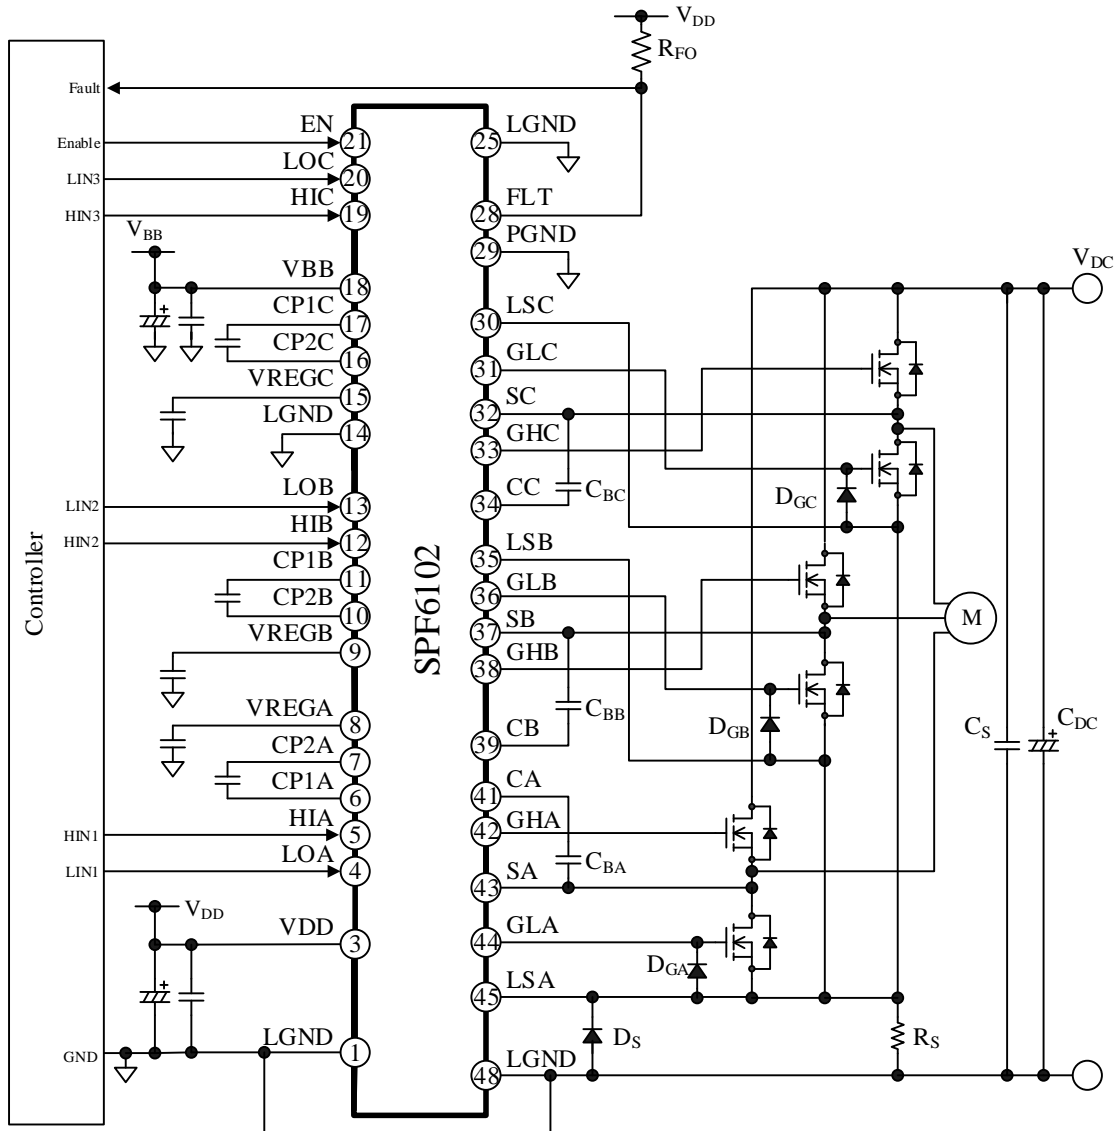 V_DD
R_FO
Fault
Enable
LIN3
HIN3
LIN2
HIN2
HIN1
LIN1
GND
Controller
EN
21
LOC
20
HIC
19
V_BB
VBB
18
CP1C
17
CP2C
16
VREGC
15
LGND
14
LOB
13
HIB
12
CP1B
11
CP2B
10
VREGB
9
VREGA
8
CP2A
7
CP1A
6
HIA
5
LOA
4
V_DD
VDD
3
LGND
1
+
+
SPF6102
25 LGND
28 FLT
29 PGND
30 LSC
31 GLC
32 SC
33 GHC
34 CC
35 LSB
36 GLB
37 SB
38 GHB
39 CB
41 CA
42 GHA
43 SA
44 GLA
45 LSA
48 LGND
C_BC
C_BB
C_BA
D_GC
D_GB
D_GA
D_S
R_S
M
C_S
C_DC
+
V_DC